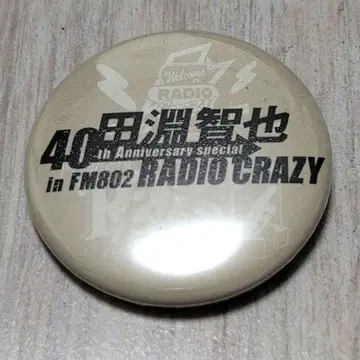 Welcome
RADIO
田淵智也
40th Anniversary special
in FM802 RADIO CRAZY